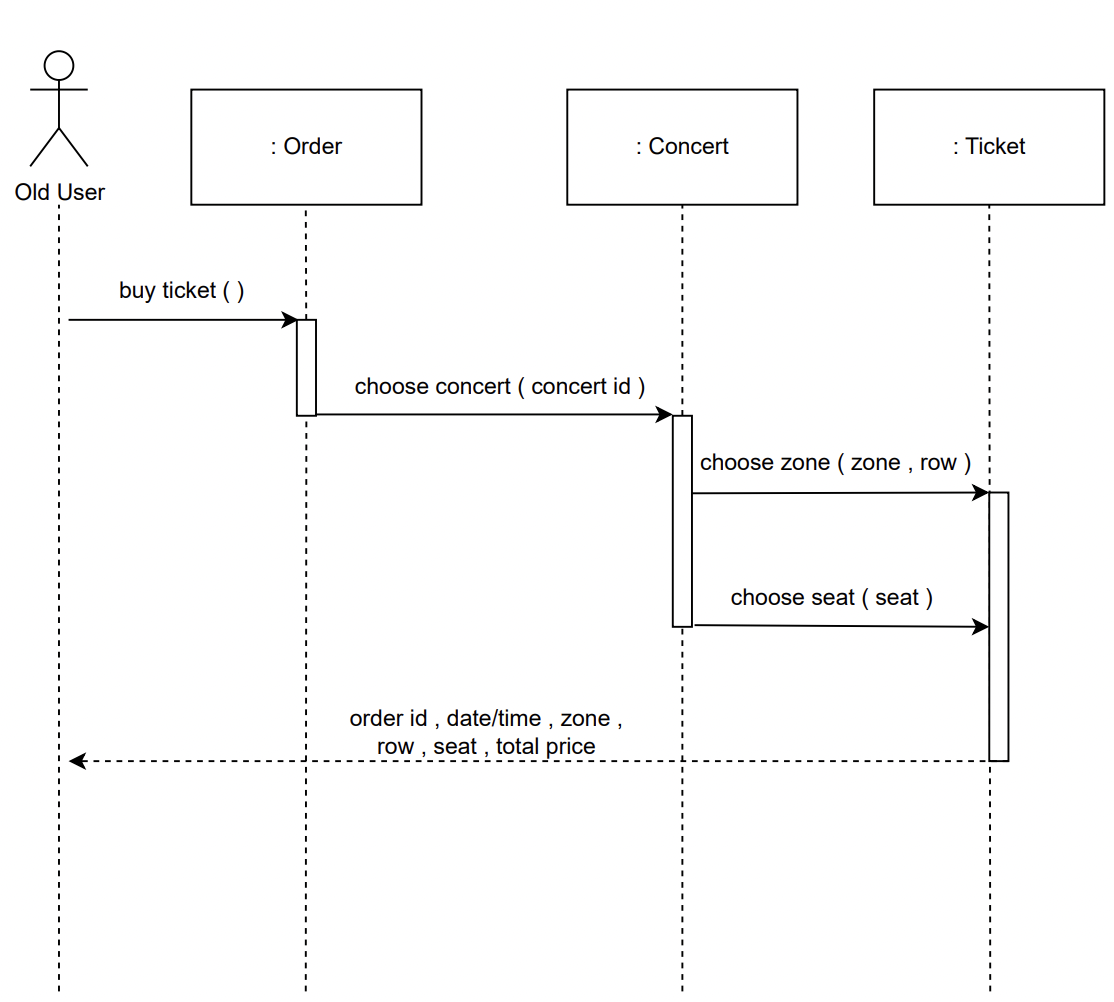 Old User
: Order
: Concert
: Ticket
buy ticket ( )
choose concert ( concert id )
choose zone ( zone , row )
choose seat ( seat )
order id , date/time , zone ,
row , seat , total price